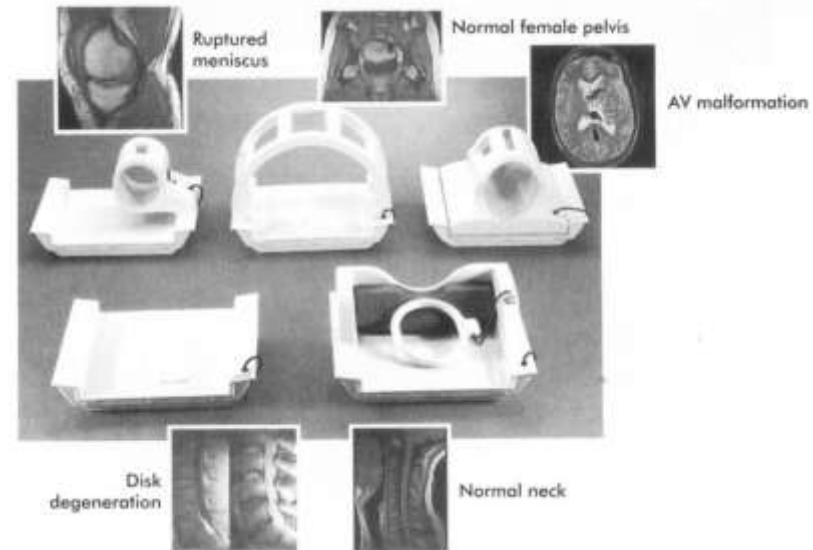 Ruptured
meniscus
Normal female pelvis
AV malformation
Disk
degeneration
Normal neck